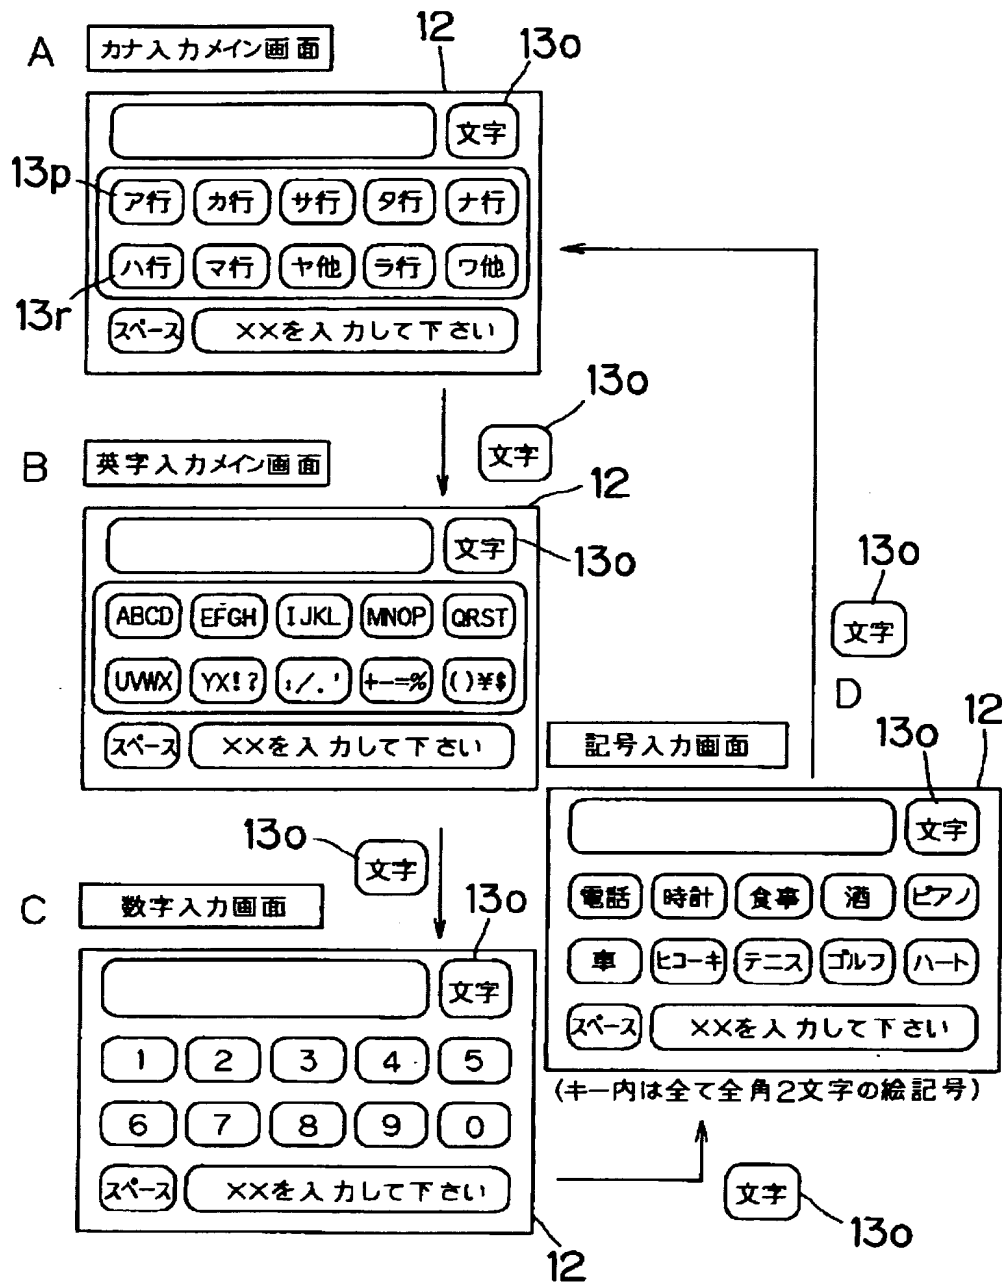 12
A カナ入力メイン画面 13o
文字
13p
ア行 カ行 サ行 タ行 ナ行
ハ行 マ行 ヤ他 ラ行 ワ他
13r
スペース ××を入力して下さい
13o
文字
B 英字入力メイン画面
12
文字 13o
ABCD EFGH IJKL MNOP QRST
UVWX YX!? :/.' +-=% ()¥$
スペース ××を入力して下さい
13o
文字
D
記号入力画面
12
13o
文字
電話 時計 食事 酒 ピアノ
車 ヒコーキ テニス ゴルフ ハート
スペース ××を入力して下さい
(キー内は全て全角2文字の絵記号)
13o
文字
C 数字入力画面
13o
文字
1 2 3 4 5
6 7 8 9 0
スペース ××を入力して下さい
12
文字
13o